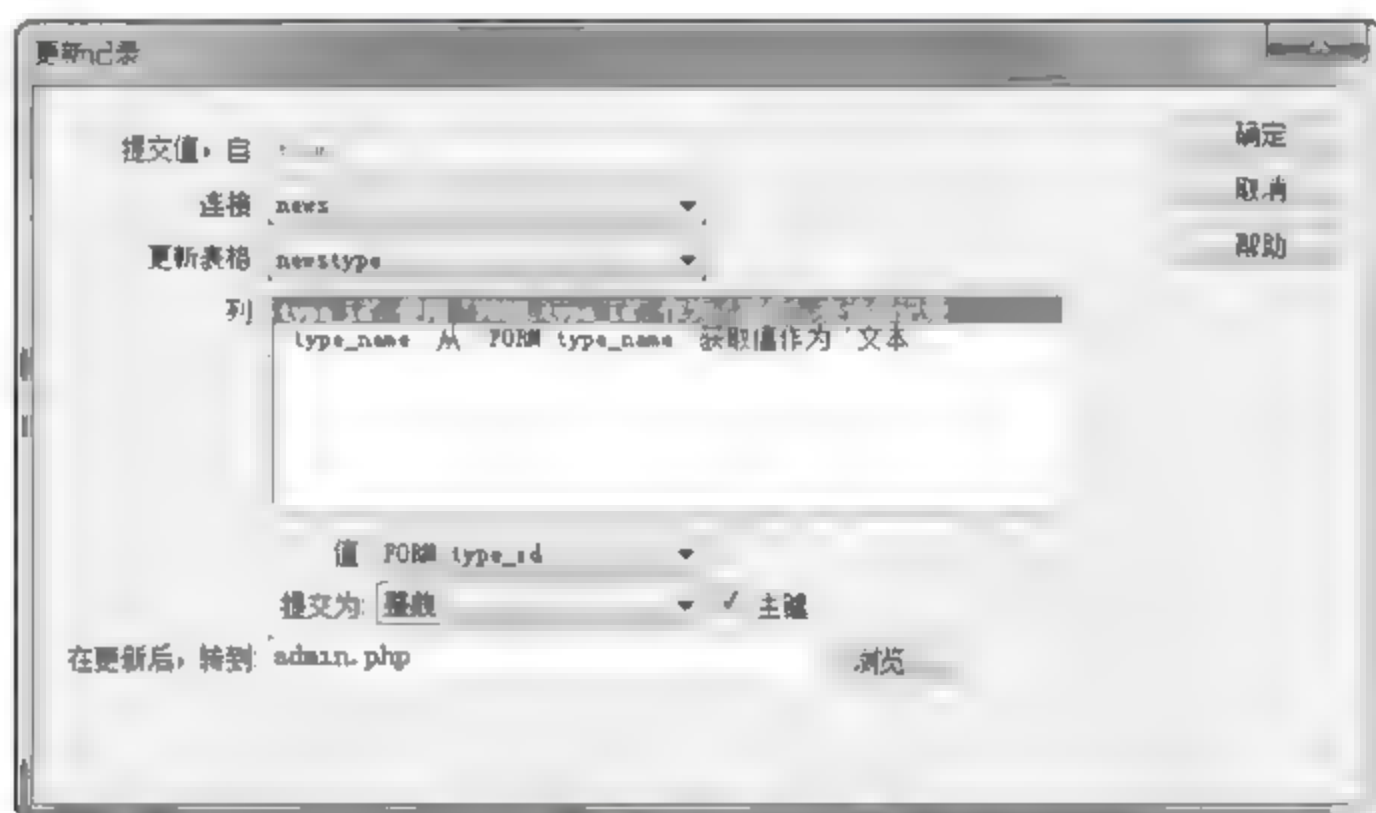 更新记录
提交值,自
确定
连接 news
取消
更新表格 newstype
帮助
列 type_id
type_name 从 FORM type_name 获取值作为 '文本
值 FORM type_id
提交为: 整数 ✓ 主键
在更新后,转到: admin.php 浏览